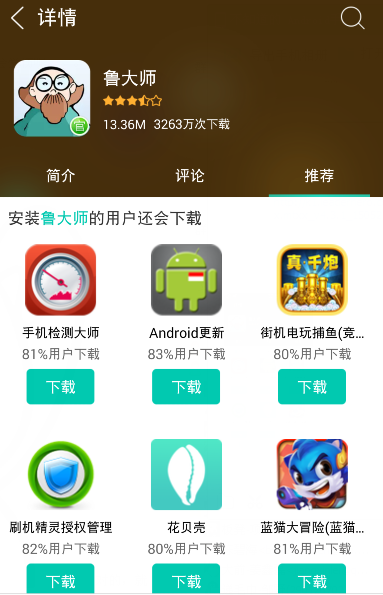 详情
鲁大师
官
13.36M 3263万次下载
简介 评论 推荐
安装鲁大师的用户还会下载
真·千炮
手机检测大师 Android更新 街机电玩捕鱼(竞...
81%用户下载 83%用户下载 80%用户下载
下载 下载 下载
刷机精灵授权管理 花贝壳 蓝猫大冒险(蓝猫...
82%用户下载 80%用户下载 81%用户下载
下载 下载 下载